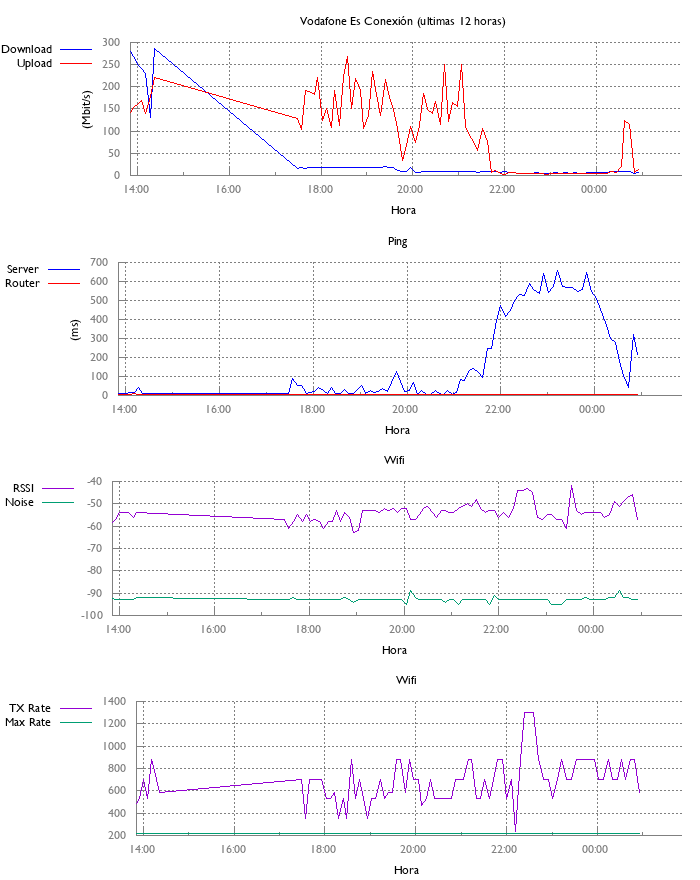 Vodafone Es Conexión (ultimas 12 horas)
Download
Upload
300
250
200
150
100
50
0
(Mbit/s)
14:00 16:00 18:00 20:00 22:00 00:00
Hora
Ping
Server
Router
700
600
500
400
300
200
100
0
(ms)
14:00 16:00 18:00 20:00 22:00 00:00
Hora
Wifi
RSSI
Noise
-40
-50
-60
-70
-80
-90
-100
14:00 16:00 18:00 20:00 22:00 00:00
Hora
Wifi
TX Rate
Max Rate
1400
1200
1000
800
600
400
200
14:00 16:00 18:00 20:00 22:00 00:00
Hora